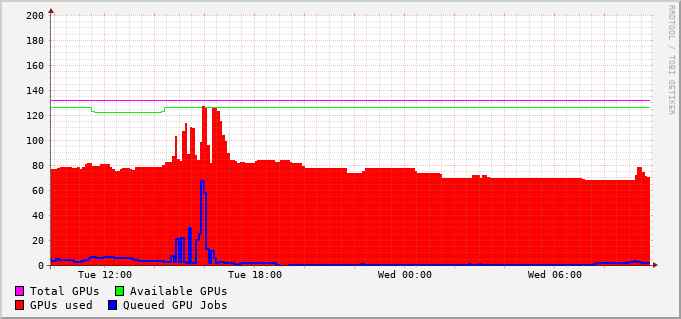 200
180
160
140
120
100
80
60
40
20
0
Tue 12:00 Tue 18:00 Wed 00:00 Wed 06:00
Total GPUs Available GPUs
GPUs used Queued GPU Jobs
RRDTOOL / TOBI OETIKER